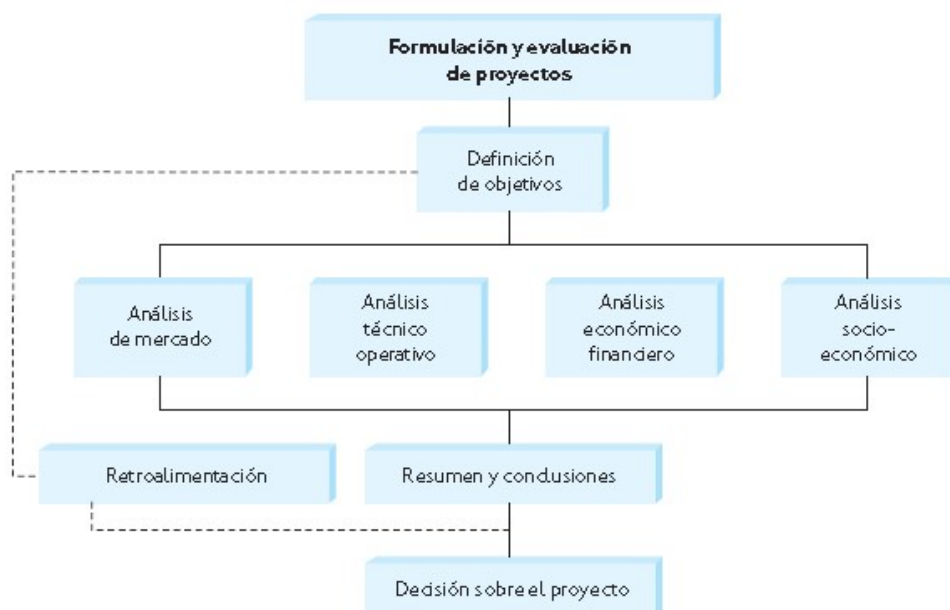 Formulación y evaluación
de proyectos
Definición
de objetivos
Análisis
de mercado
Análisis
técnico
operativo
Análisis
económico
financiero
Análisis
socio-
económico
Retroalimentación
Resumen y conclusiones
Decisión sobre el proyecto